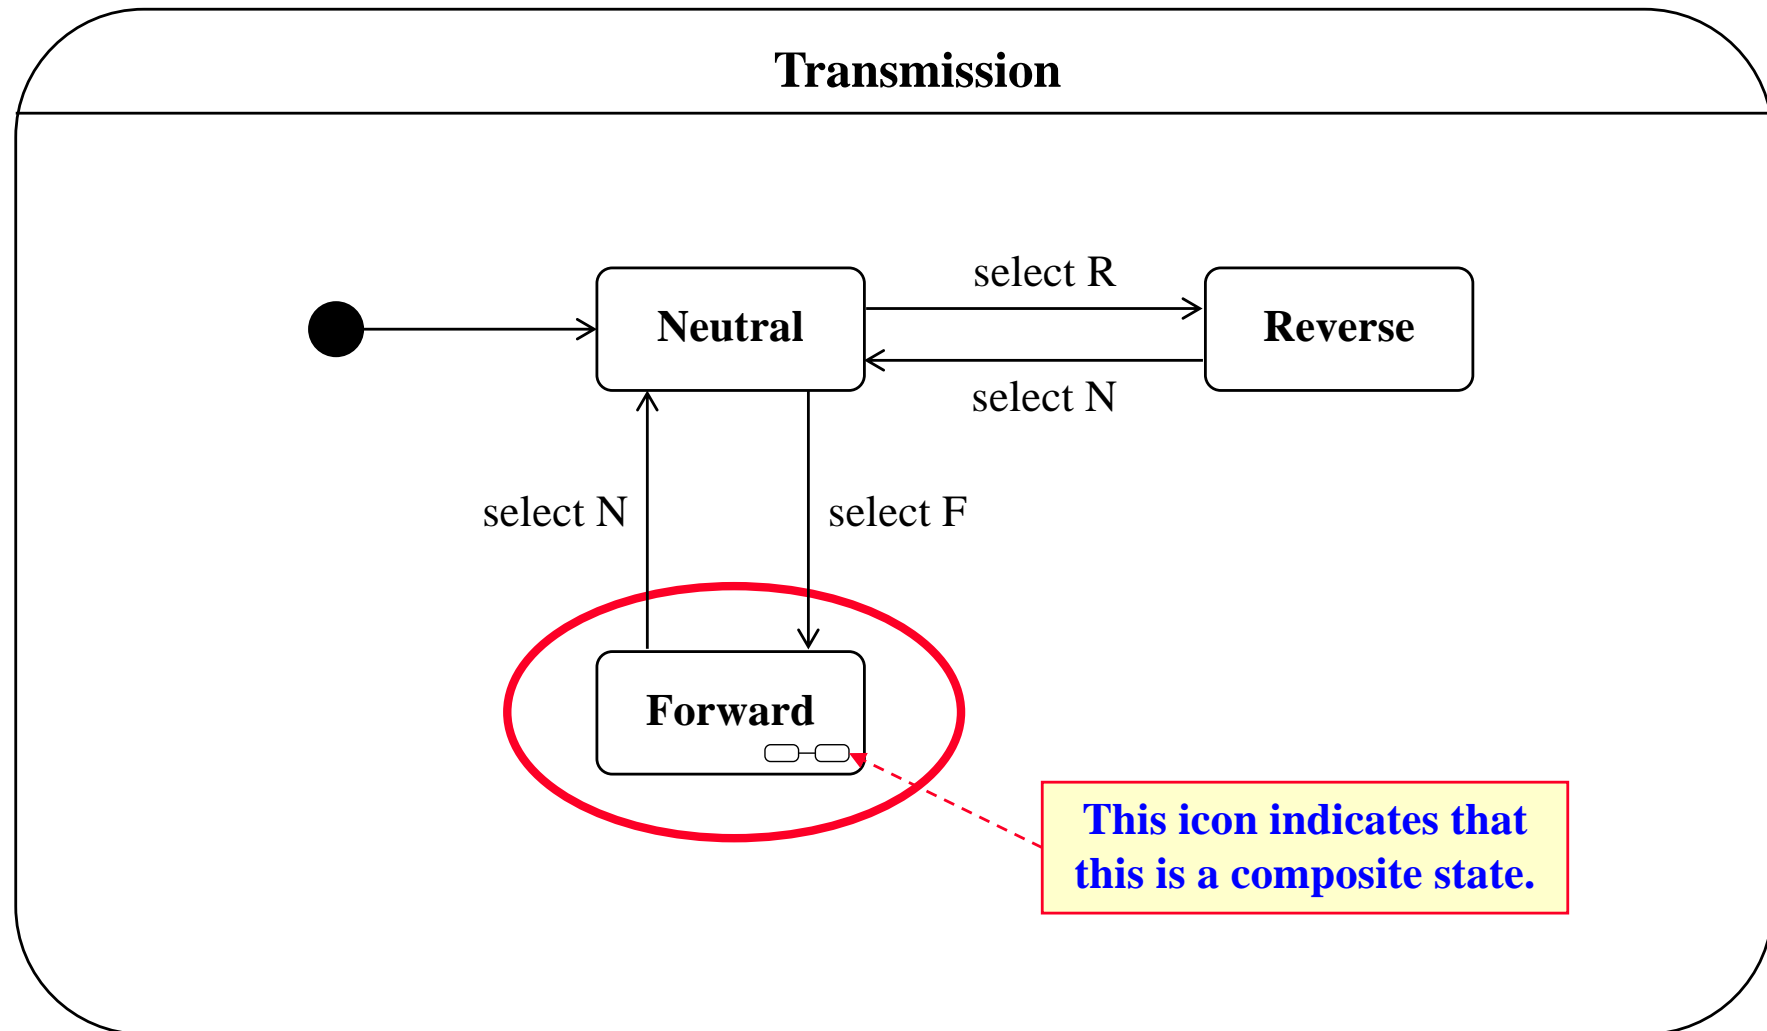 Transmission
select R
Neutral
Reverse
select N
select N
select F
Forward
This icon indicates that
this is a composite state.